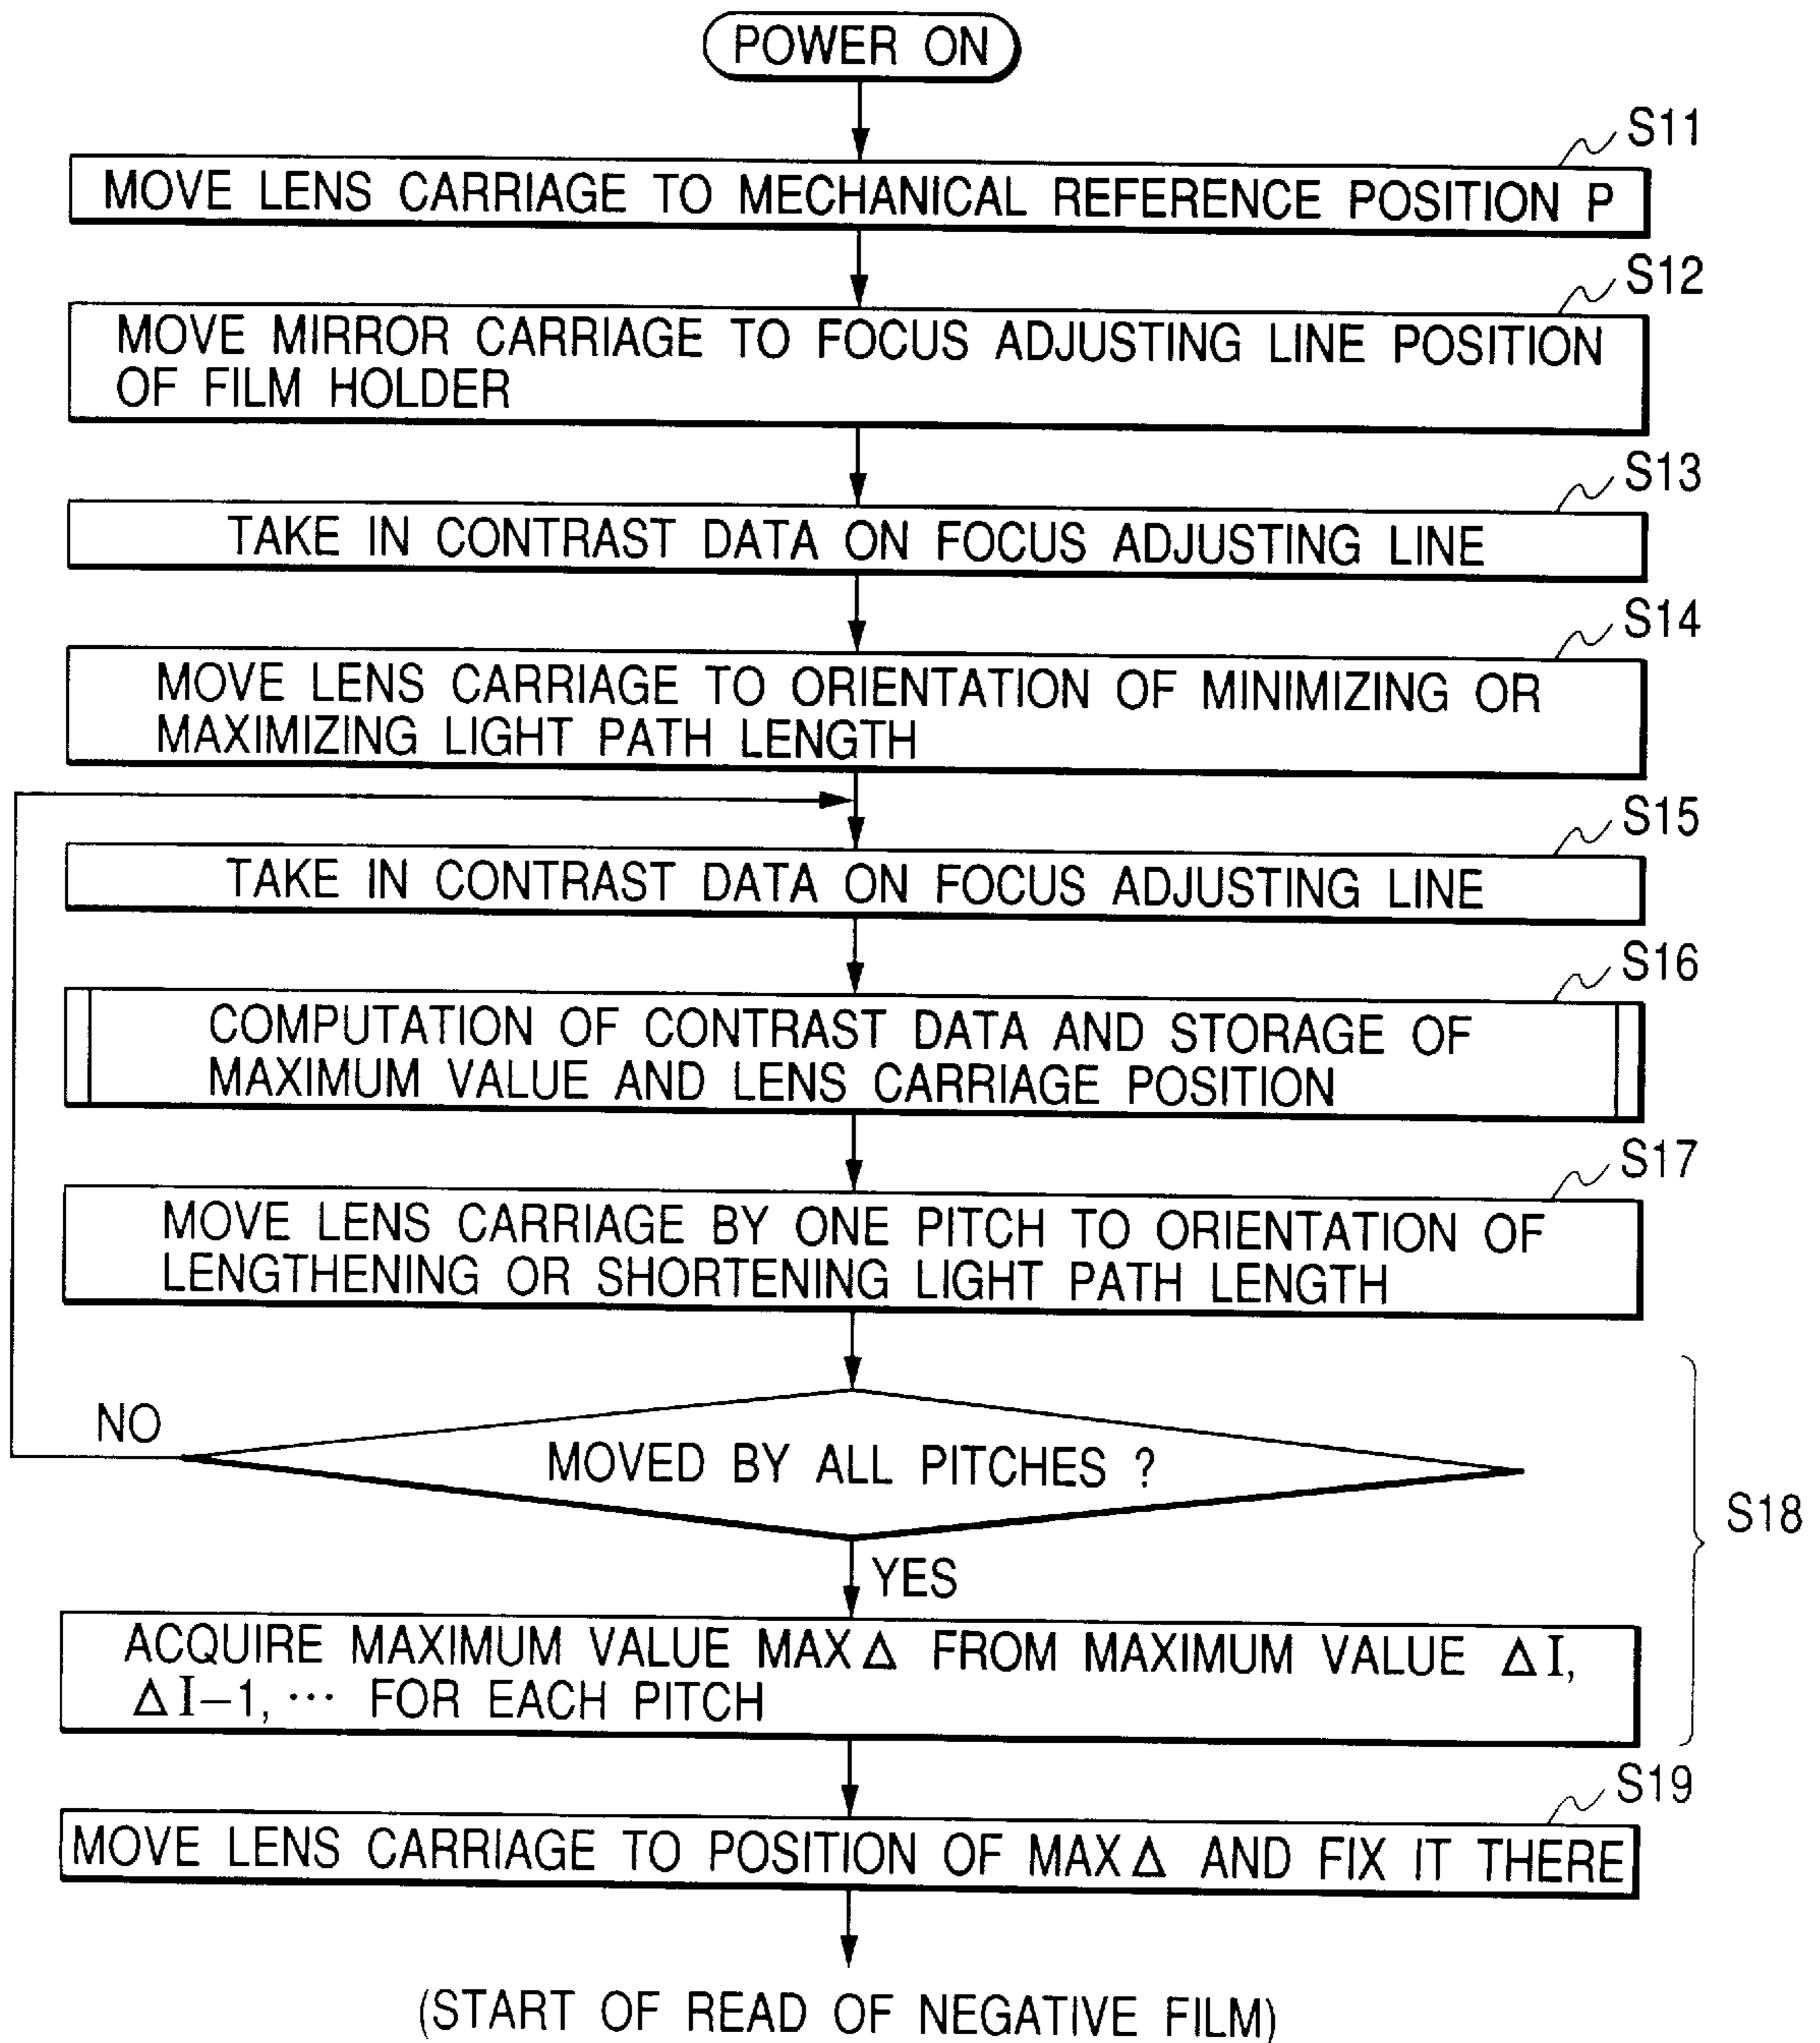 POWER ON
S11
MOVE LENS CARRIAGE TO MECHANICAL REFERENCE POSITION P
S12
MOVE MIRROR CARRIAGE TO FOCUS ADJUSTING LINE POSITION
OF FILM HOLDER
S13
TAKE IN CONTRAST DATA ON FOCUS ADJUSTING LINE
S14
MOVE LENS CARRIAGE TO ORIENTATION OF MINIMIZING OR
MAXIMIZING LIGHT PATH LENGTH
S15
TAKE IN CONTRAST DATA ON FOCUS ADJUSTING LINE
S16
COMPUTATION OF CONTRAST DATA AND STORAGE OF
MAXIMUM VALUE AND LENS CARRIAGE POSITION
S17
MOVE LENS CARRIAGE BY ONE PITCH TO ORIENTATION OF
LENGTHENING OR SHORTENING LIGHT PATH LENGTH
NO
MOVED BY ALL PITCHES ?
S18
YES
ACQUIRE MAXIMUM VALUE MAX Δ FROM MAXIMUM VALUE Δ I,
Δ I–1, ··· FOR EACH PITCH
S19
MOVE LENS CARRIAGE TO POSITION OF MAX Δ AND FIX IT THERE
(START OF READ OF NEGATIVE FILM)